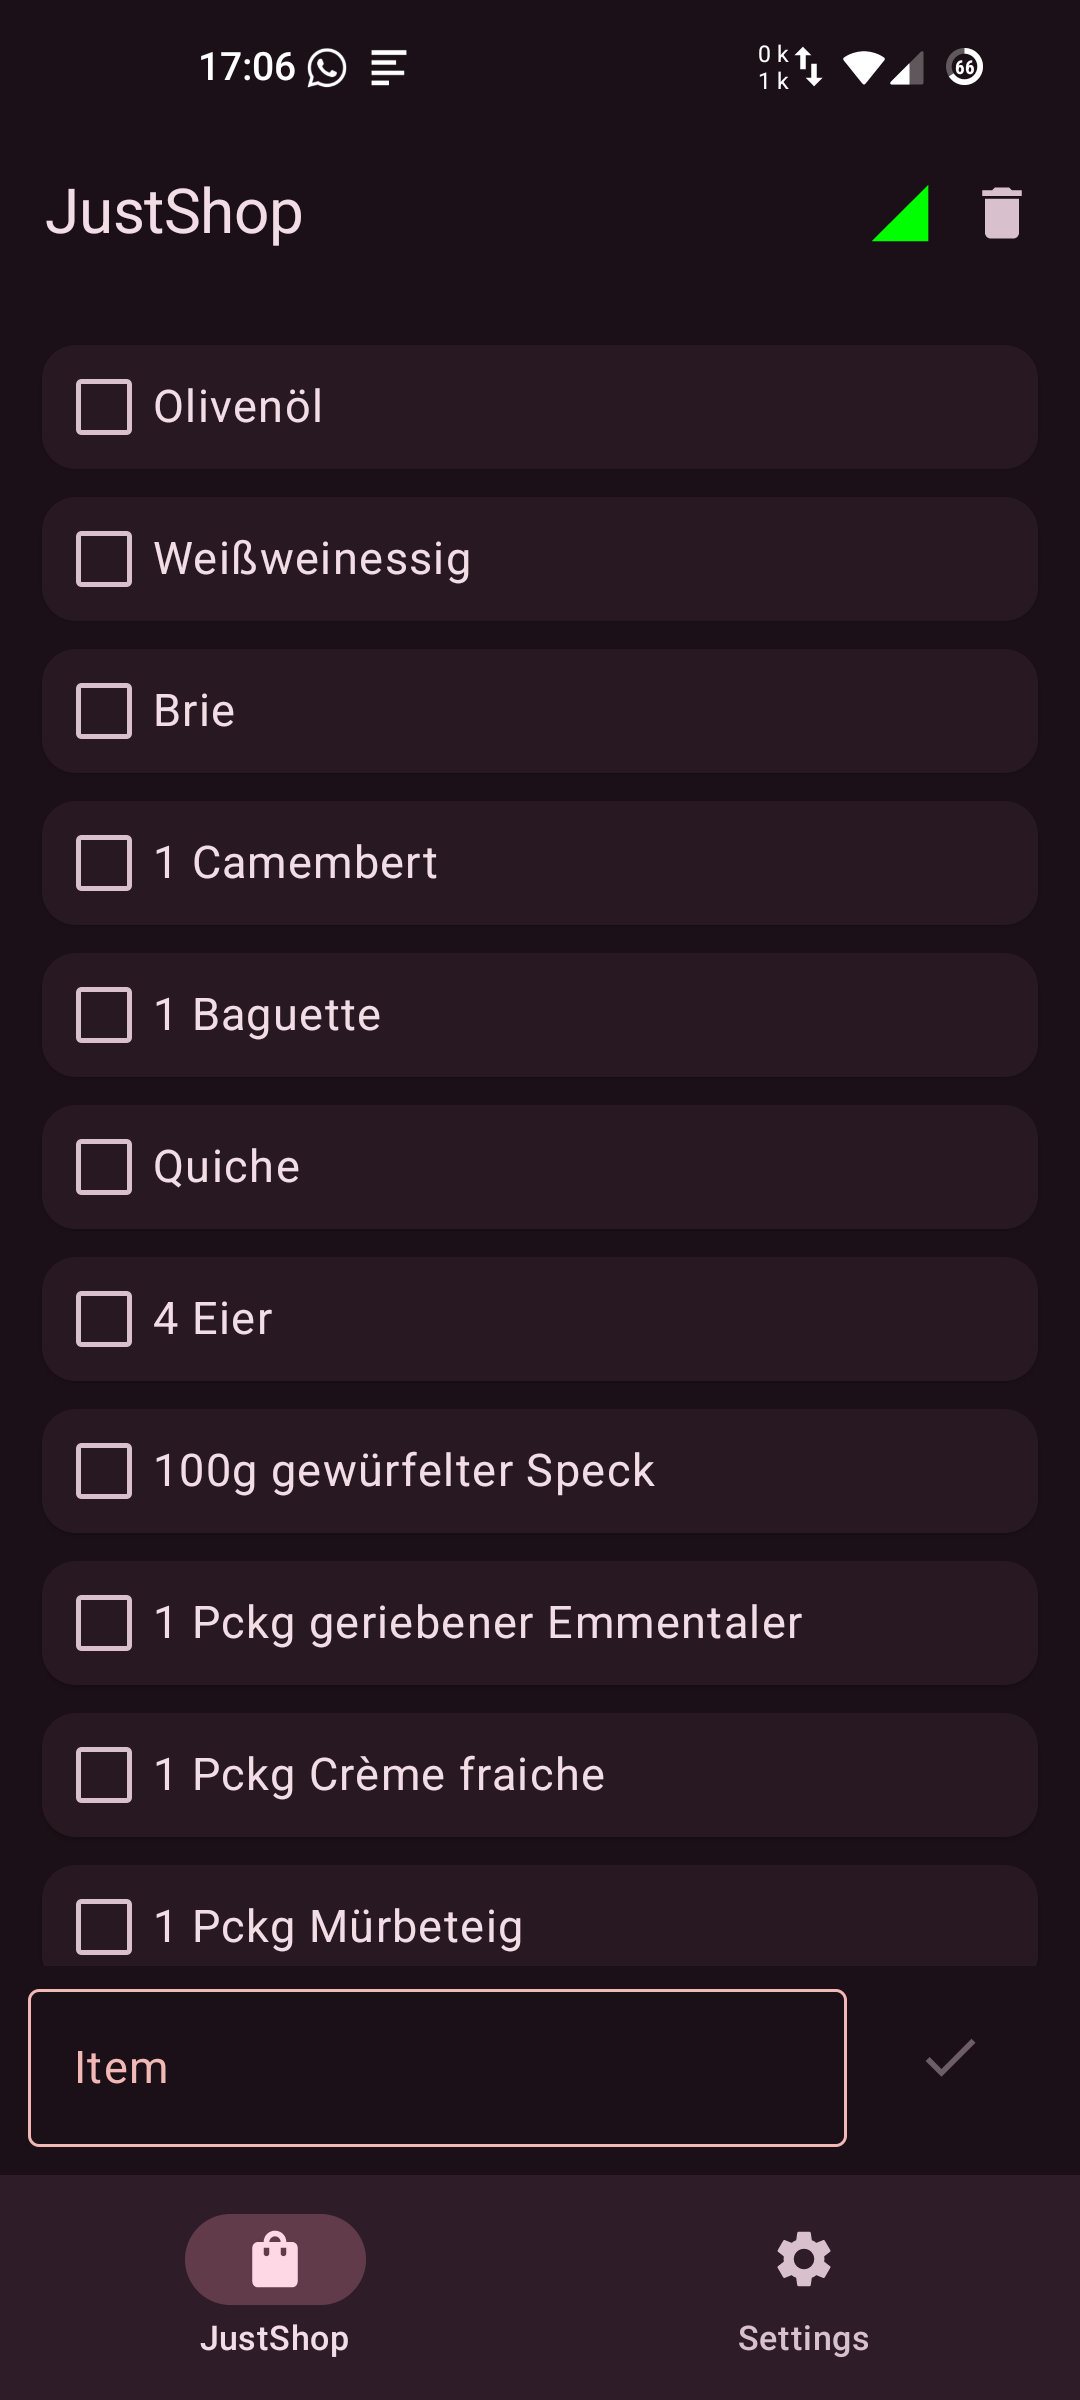 17:06
0 k
1 k
66
JustShop
Olivenöl
Weißweinessig
Brie
1 Camembert
1 Baguette
Quiche
4 Eier
100g gewürfelter Speck
1 Pckg geriebener Emmentaler
1 Pckg Crème fraiche
1 Pckg Mürbeteig
Item
JustShop
Settings